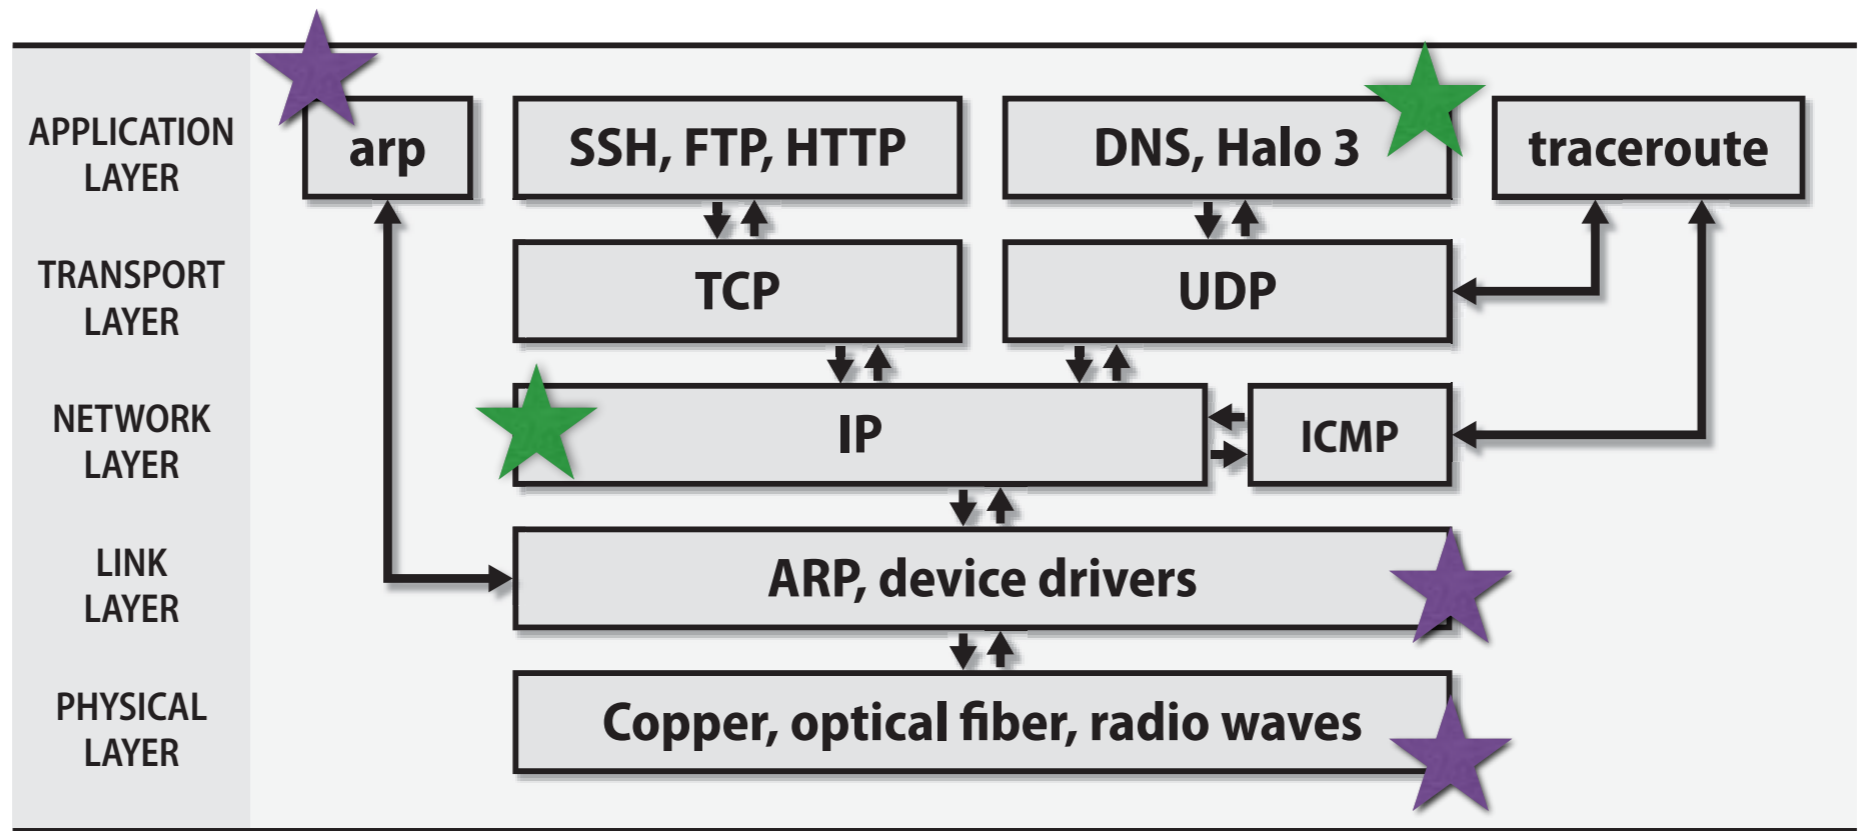 APPLICATION
LAYER
arp
SSH, FTP, HTTP
DNS, Halo 3
traceroute
TRANSPORT
LAYER
TCP
UDP
NETWORK
LAYER
IP
ICMP
LINK
LAYER
ARP, device drivers
PHYSICAL
LAYER
Copper, optical fiber, radio waves